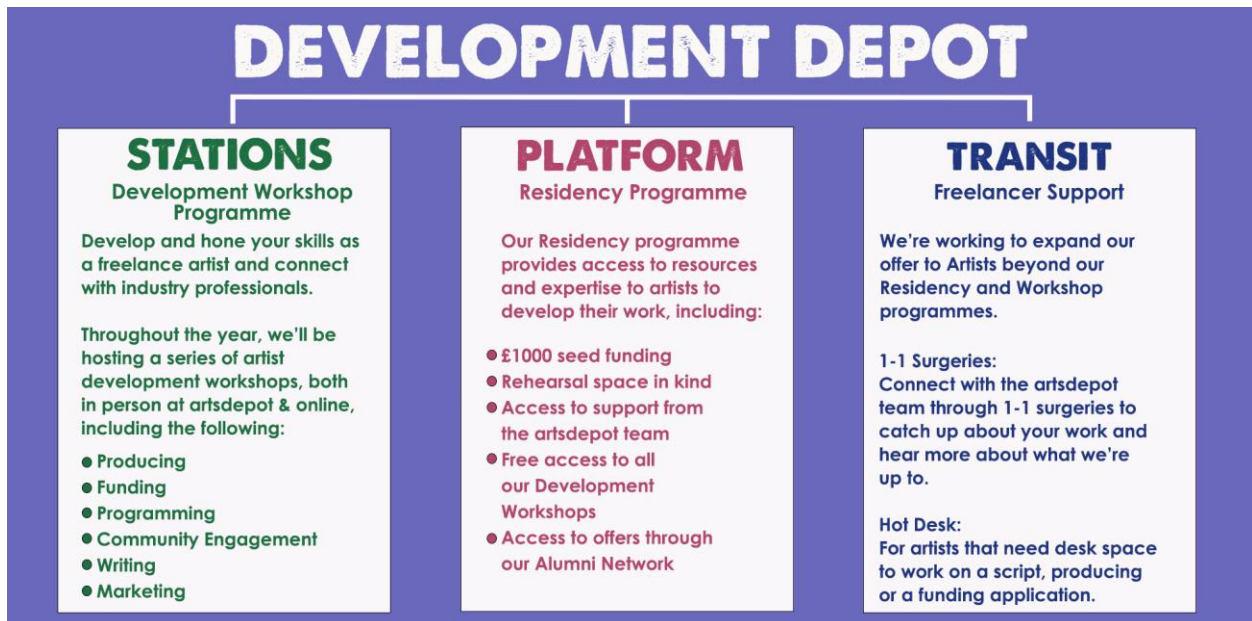 DEVELOPMENT DEPOT
STATIONS
Development Workshop
Programme
Develop and hone your skills as
a freelance artist and connect
with industry professionals.
Throughout the year, we'll be
hosting a series of artist
development workshops, both
in person at artsdepot & online,
including the following:
● Producing
● Funding
● Programming
● Community Engagement
● Writing
● Marketing
PLATFORM
Residency Programme
Our Residency programme
provides access to resources
and expertise to artists to
develop their work, including:
● £1000 seed funding
● Rehearsal space in kind
● Access to support from
the artsdepot team
● Free access to all
our Development
Workshops
● Access to offers through
our Alumni Network
TRANSIT
Freelancer Support
We're working to expand our
offer to Artists beyond our
Residency and Workshop
programmes.
1-1 Surgeries:
Connect with the artsdepot
team through 1-1 surgeries to
catch up about your work and
hear more about what we're
up to.
Hot Desk:
For artists that need desk space
to work on a script, producing
or a funding application.